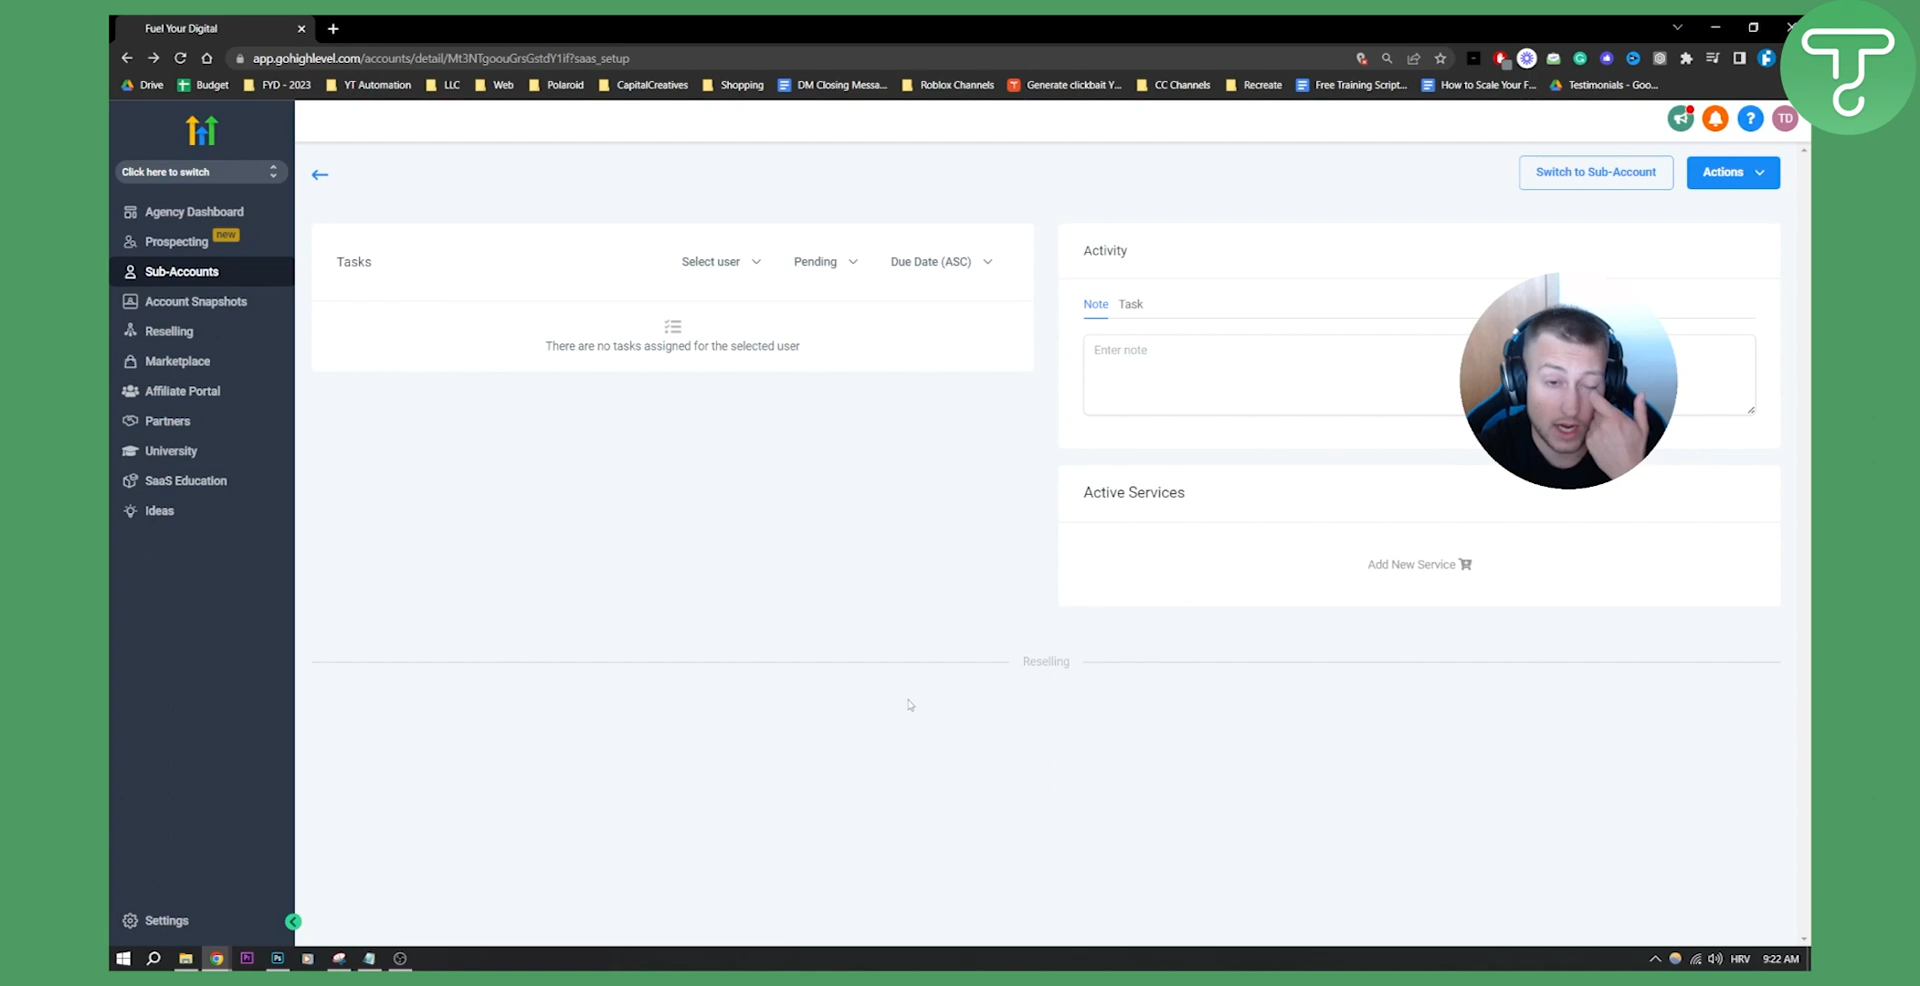 Fuel Your Digital
app.gohighlevel.com/accounts/detail/Mt3NTgoouGrsGstdY1if?saas_setup
Drive Budget FYD - 2023 YT Automation LLC Web Polaroid CapitalCreatives Shopping DM Closing Messa... Roblox Channels Generate clickbait Y... CC Channels Recreate Free Training Script... How to Scale Your F... Testimonials - Goo...
TD
Click here to switch
Switch to Sub-Account
Actions
Agency Dashboard
Prospecting new
Sub-Accounts
Account Snapshots
Reselling
Marketplace
Affiliate Portal
Partners
University
SaaS Education
Ideas
Settings
Tasks Select user Pending Due Date (ASC)
There are no tasks assigned for the selected user
Activity
Note Task
Enter note
Active Services
Add New Service
Reselling
Pr
Ps
HRV 9:22 AM